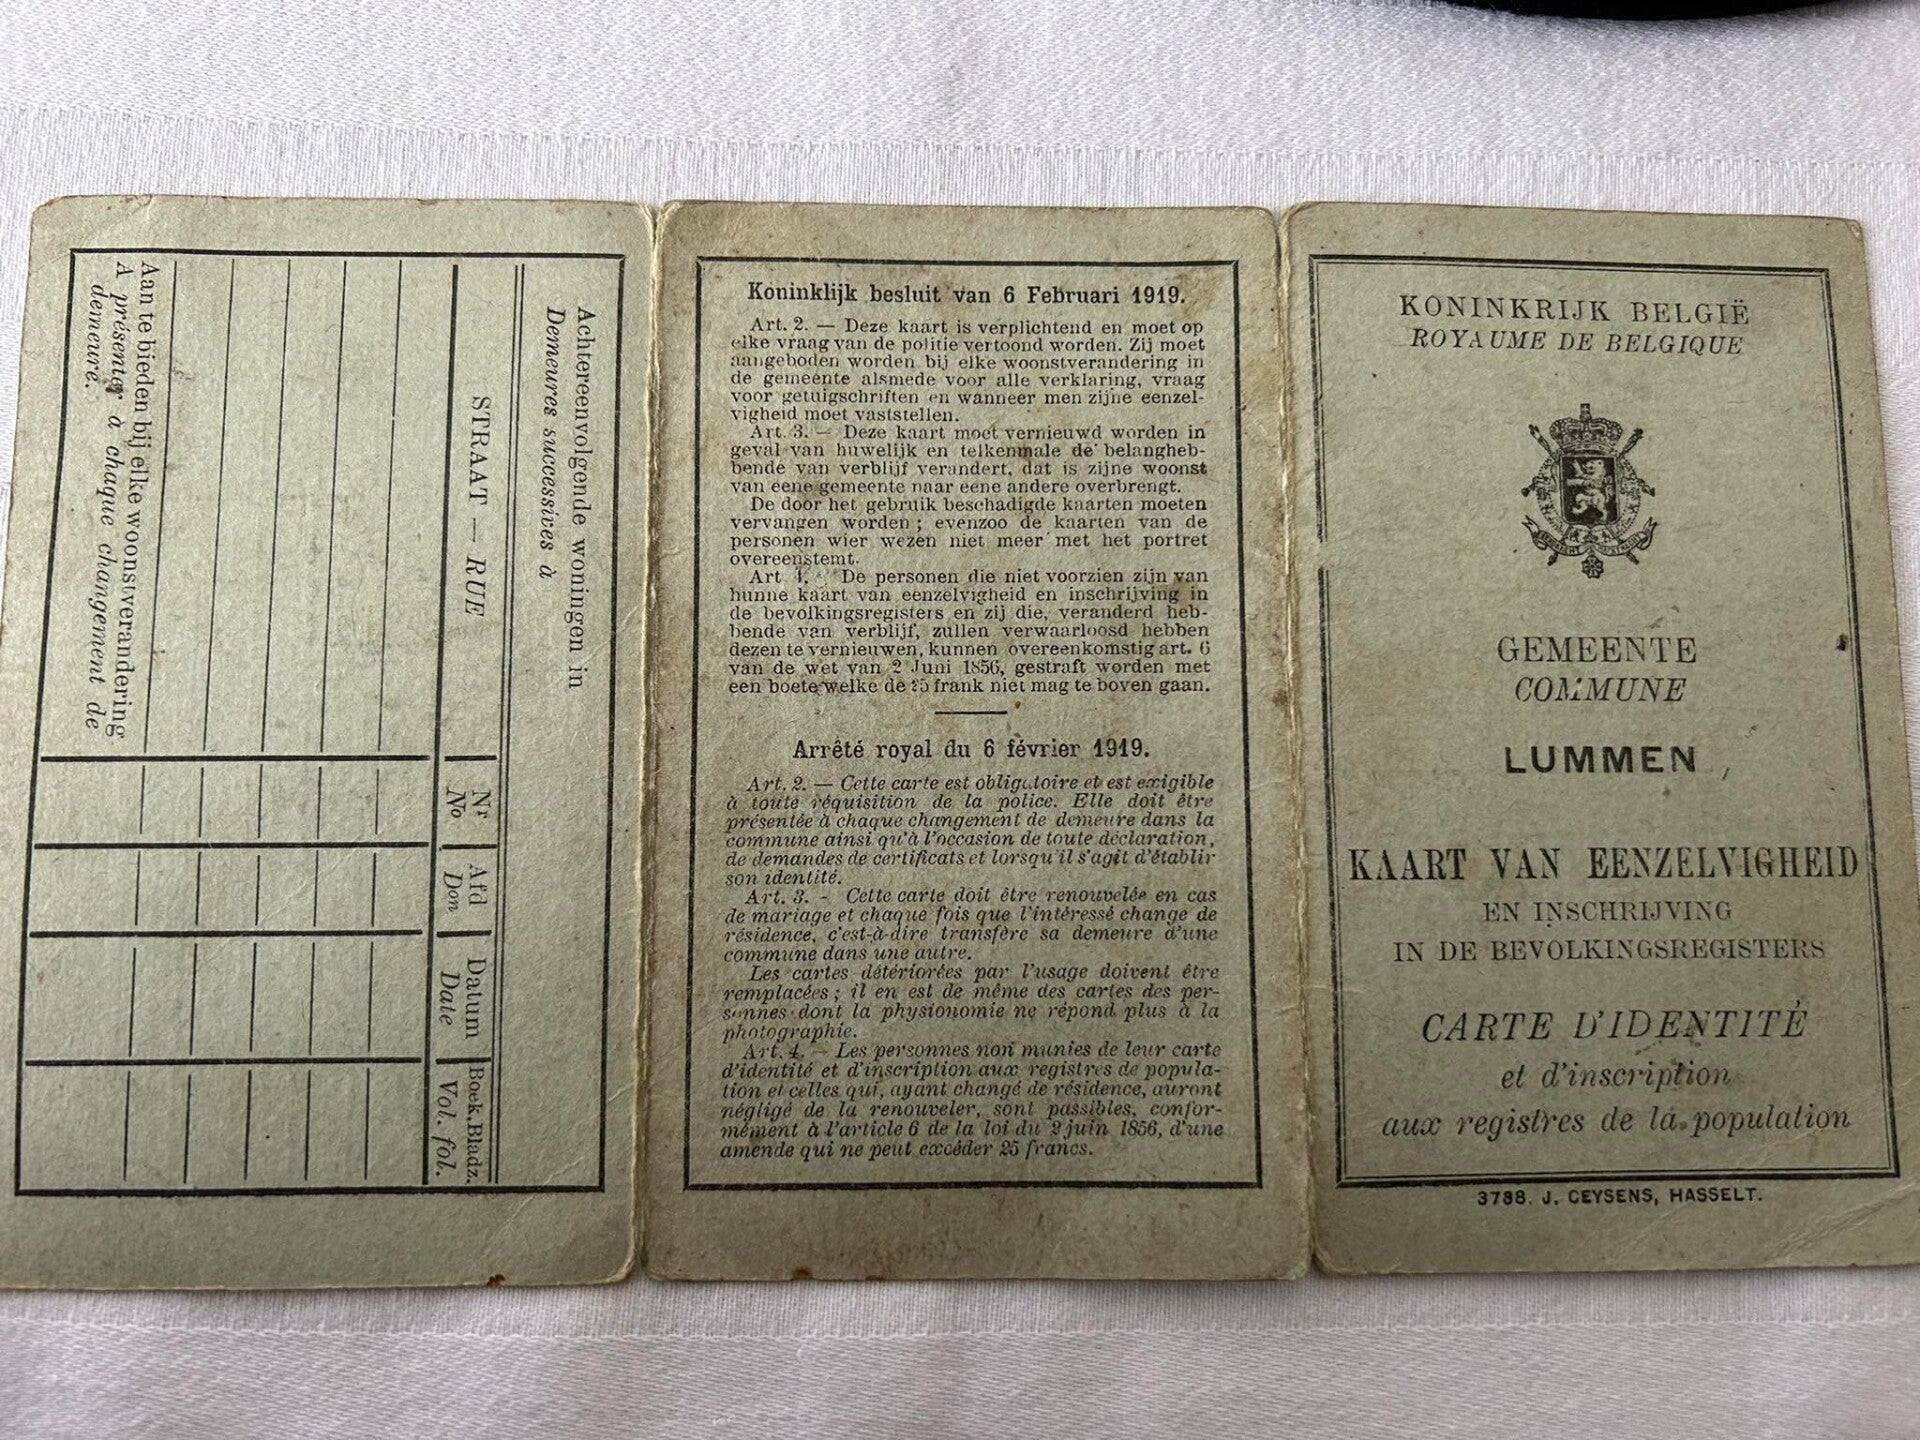 Achtereenvolgende woningen in
Demeures successives à
STRAAT — RUE
Nr
No
Afd
Don
Datum
Date
Boek. Bladz.
Vol. fol.
Aan te bieden bij elke woonstverandering
A présenter à chaque changement de
demeure.
Koninklijk besluit van 6 Februari 1919.
Art. 2. — Deze kaart is verplichtend en moet op
elke vraag van de politie vertoond worden. Zij moet
aangeboden worden bij elke woonstverandering in
de gemeente alsmede voor alle verklaring, vraag
voor getuigschriften en wanneer men zijne eenzel-
vigheid moet vaststellen.
Art. 3. — Deze kaart moet vernieuwd worden in
geval van huwelijk en telkenmale de belangheb-
bende van verblijf verandert, dat is zijne woonst
van eene gemeente naar eene andere overbrengt.
De door het gebruik beschadigde kaarten moeten
vervangen worden ; evenzoo de kaarten van de
personen wier wezen niet meer met het portret
overeenstemt.
Art 4. De personen die niet voorzien zijn van
hunne kaart van eenzelvigheid en inschrijving in
de bevolkingsregisters en zij die, veranderd heb-
bende van verblijf, zullen verwaarloosd hebben
dezen te vernieuwen, kunnen overeenkomstig art. 6
van de wet van 2 Juni 1856, gestraft worden met
een boete welke de 25 frank niet mag te boven gaan.
Arrêté royal du 6 février 1919.
Art. 2. — Cette carte est obligatoire et est exigible
à toute réquisition de la police. Elle doit être
présentée à chaque changement de demeure dans la
commune ainsi qu'à l'occasion de toute déclaration,
de demandes de certificats et lorsqu'il s'agit d'établir
son identité.
Art. 3. - Cette carte doit être renouvelée en cas
de mariage et chaque fois que l'intéressé change de
résidence, c'est-à-dire transfère sa demeure d'une
commune dans une autre.
Les cartes détériorées par l'usage doivent être
remplacées ; il en est de même des cartes des per-
sonnes dont la physionomie ne répond plus à la
photographie.
Art. 4. — Les personnes non munies de leur carte
d'identité et d'inscription aux registres de popula-
tion et celles qui, ayant changé de résidence, auront
négligé de la renouveler, sont passibles, confor-
mément à l'article 6 de la loi du 2 juin 1856, d'une
amende qui ne peut excéder 25 francs.
KONINKRIJK BELGIË
ROYAUME DE BELGIQUE
GEMEENTE
COMMUNE
LUMMEN
KAART VAN EENZELVIGHEID
EN INSCHRIJVING
IN DE BEVOLKINGSREGISTERS
CARTE D'IDENTITÉ
et d'inscription
aux registres de la population
3788. J. CEYSENS, HASSELT.